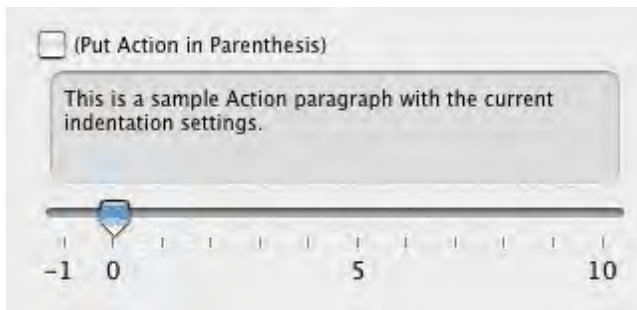 (Put Action in Parenthesis)
This is a sample Action paragraph with the current
indentation settings.
-1 0 5 10